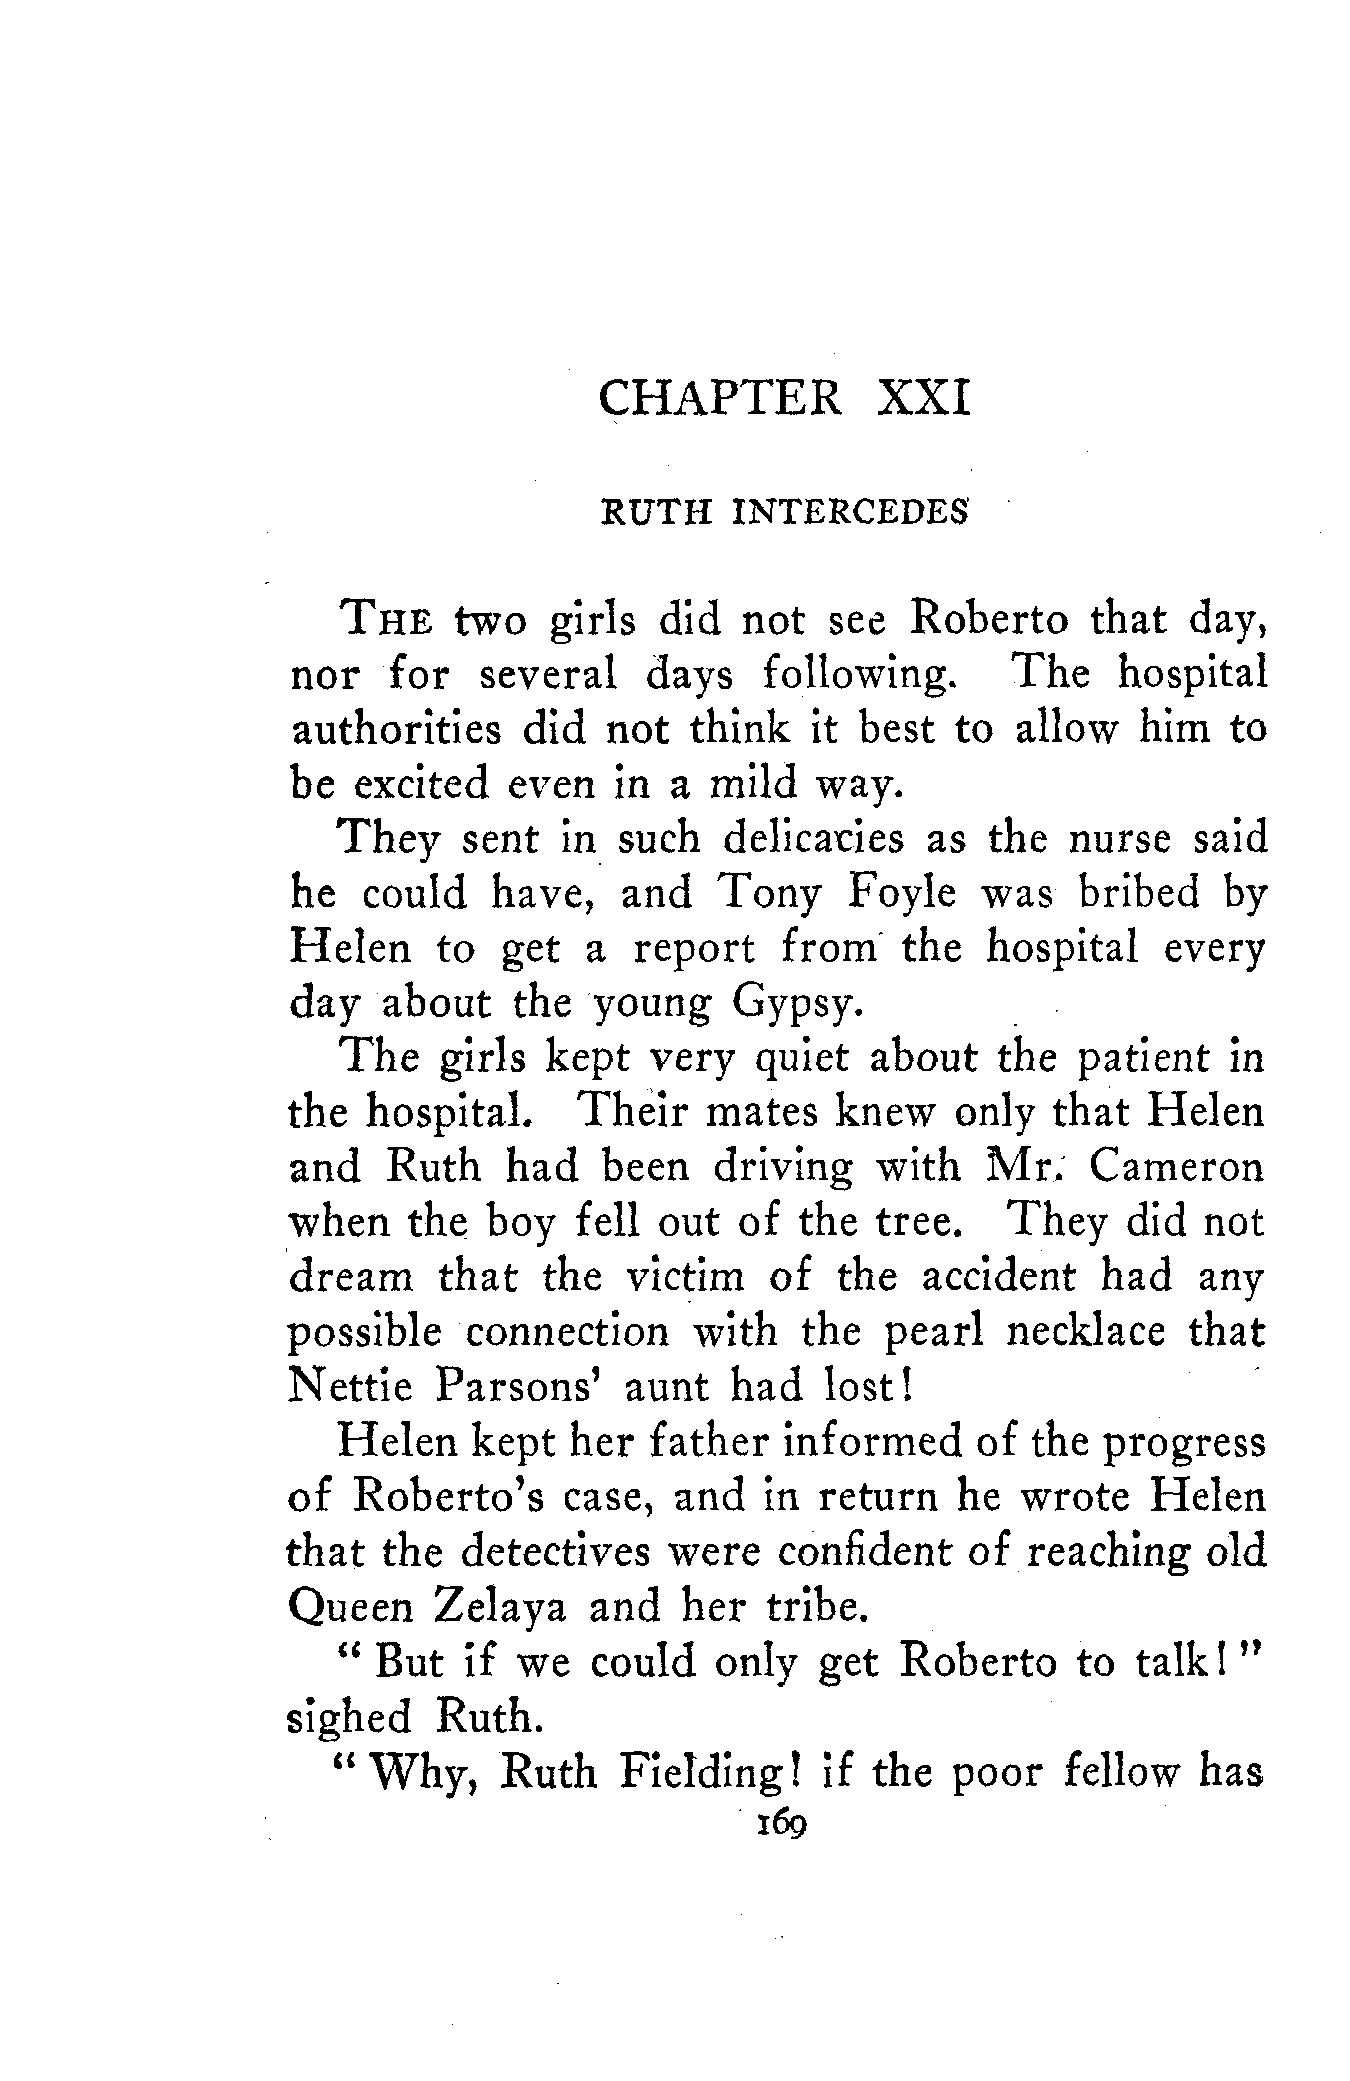 CHAPTER XXI
RUTH INTERCEDES
THE two girls did not see Roberto that day,
nor for several days following. The hospital
authorities did not think it best to allow him to
be excited even in a mild way.
They sent in such delicacies as the nurse said
he could have, and Tony Foyle was bribed by
Helen to get a report from the hospital every
day about the young Gypsy.
The girls kept very quiet about the patient in
the hospital. Their mates knew only that Helen
and Ruth had been driving with Mr. Cameron
when the boy fell out of the tree. They did not
dream that the victim of the accident had any
possible connection with the pearl necklace that
Nettie Parsons' aunt had lost!
Helen kept her father informed of the progress
of Roberto's case, and in return he wrote Helen
that the detectives were confident of reaching old
Queen Zelaya and her tribe.
" But if we could only get Roberto to talk! "
sighed Ruth.
" Why, Ruth Fielding! if the poor fellow has
169